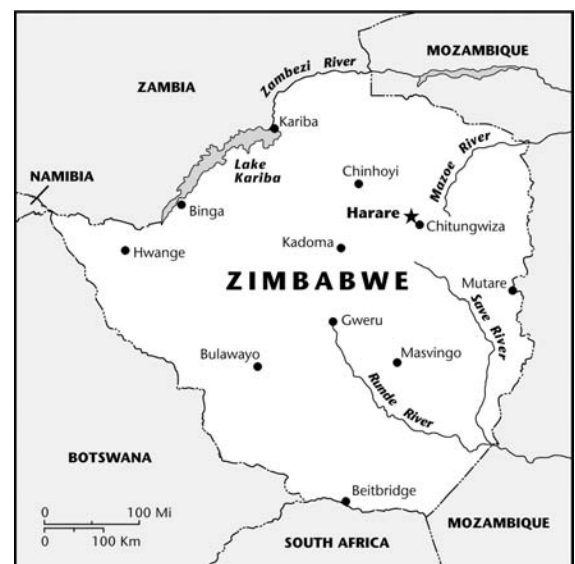 MOZAMBIQUE
ZAMBIA
Zambezi River
Kariba
Lake
Kariba
Mazoe River
NAMIBIA
Chinhoyi
Binga
Harare
Chitungwiza
Hwange
Kadoma
ZIMBABWE
Mutare
Save River
Gweru
Bulawayo
Masvingo
Runde River
BOTSWANA
Beitbridge
0 100 Mi
0 100 Km
MOZAMBIQUE
SOUTH AFRICA